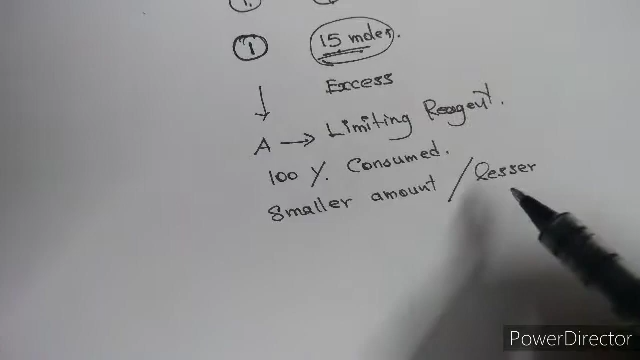 ① 15 moles.
Excess
A → Limiting Reagent.
100 %. Consumed.
Smaller amount / lesser
PowerDirector